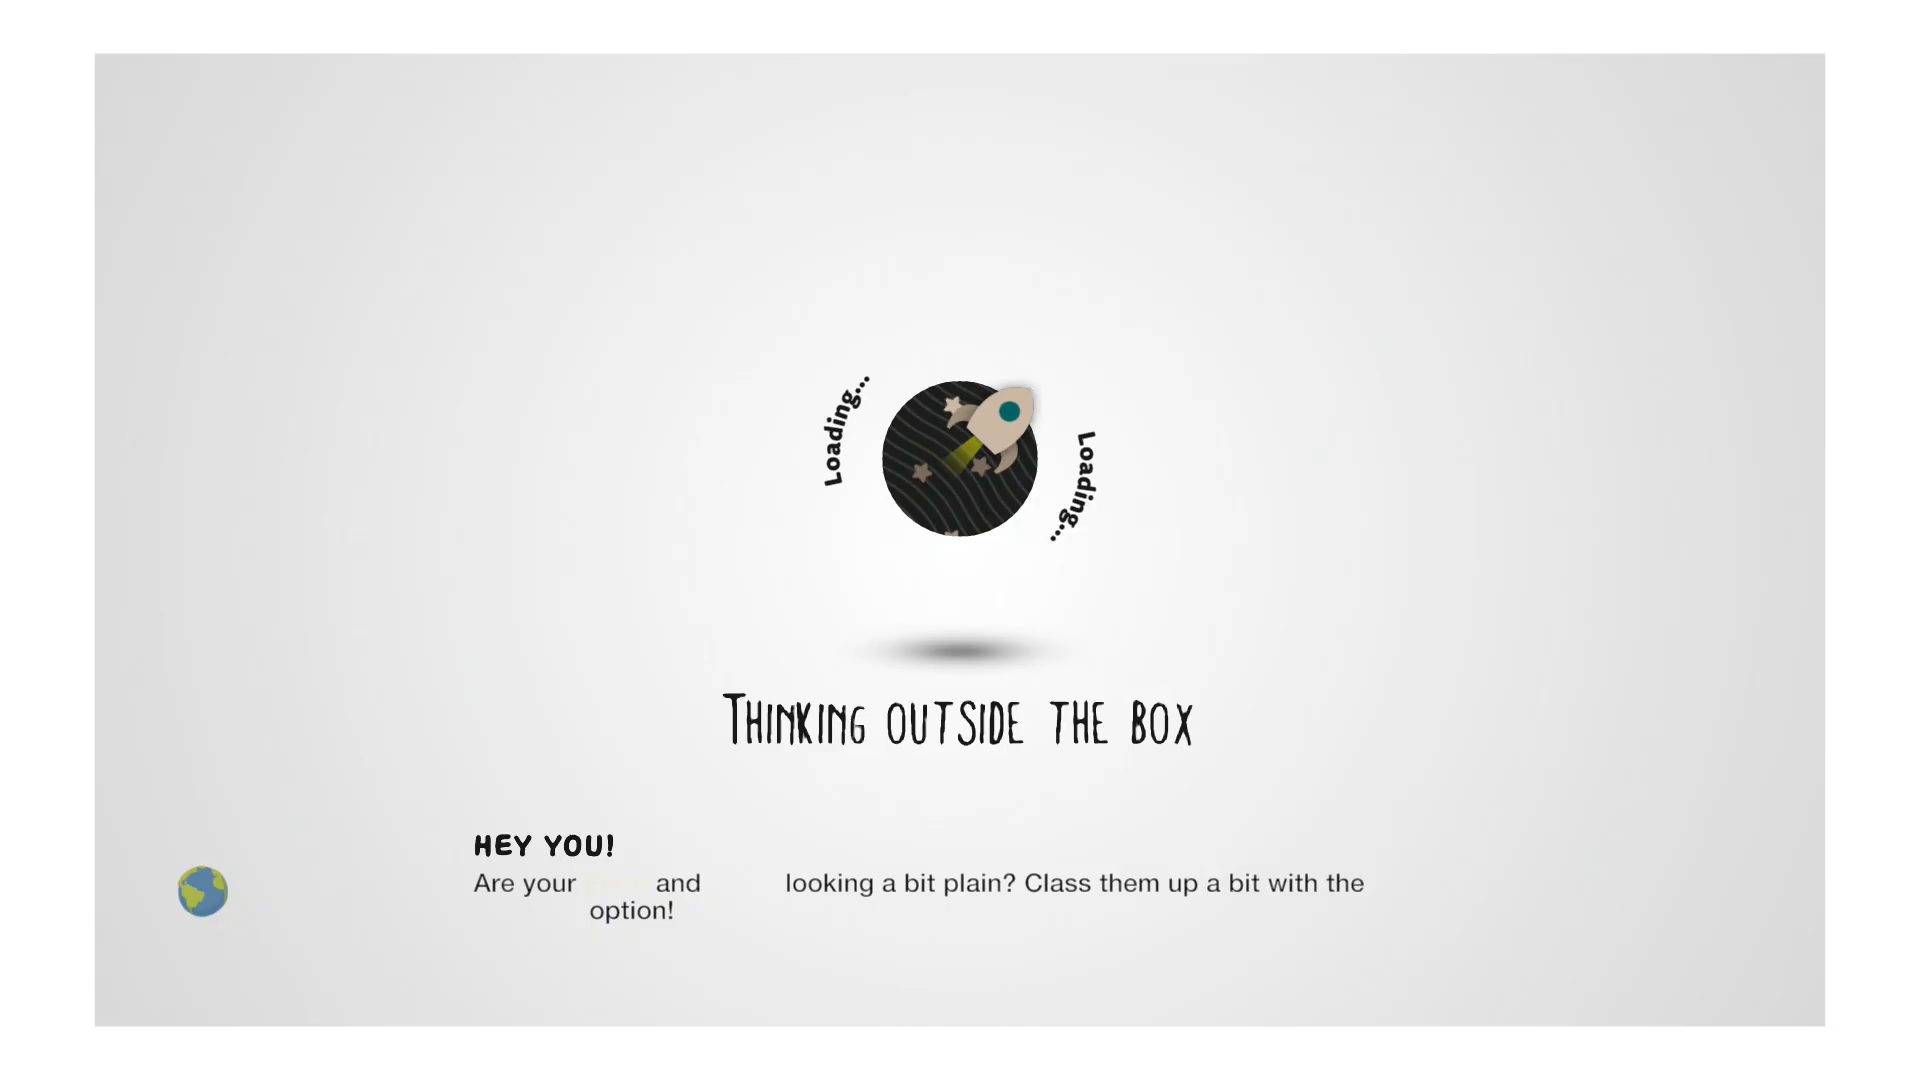 Loading...
Loading...
Thinking outside the box
HEY YOU!
Are your and looking a bit plain? Class them up a bit with the
option!